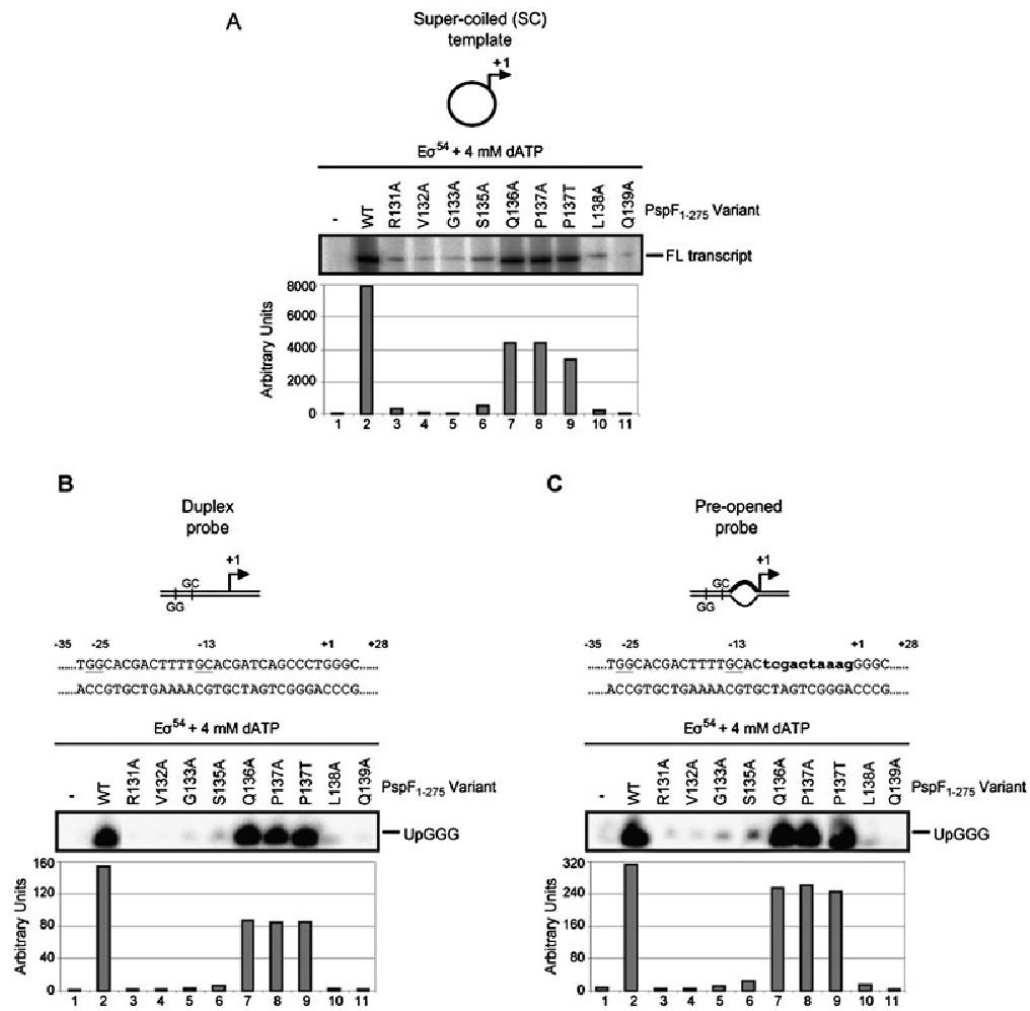 A
Super-coiled (SC)
template
+1
Eσ54 + 4 mM dATP
- WT R131A V132A G133A S135A Q136A P137A P137T L138A Q139A PspF1-275 Variant
FL transcript
Arbitrary Units
8000
6000
4000
2000
0
1 2 3 4 5 6 7 8 9 10 11
B
Duplex
probe
+1
GC
GG
-35 -25 -13 +1 +28
......TGGCACGACTTTTGCACGATCAGCCCTGGGC......
......ACCGTGCTGAAAACGTGCTAGTCGGGACCCG......
Eσ54 + 4 mM dATP
- WT R131A V132A G133A S135A Q136A P137A P137T L138A Q139A PspF1-275 Variant
UpGGG
Arbitrary Units
160
120
80
40
0
1 2 3 4 5 6 7 8 9 10 11
C
Pre-opened
probe
+1
GC
GG
-35 -25 -13 +1 +28
......TGGCACGACTTTTGCACtcgactaaagGGGC......
......ACCGTGCTGAAAACGTGCTAGTCGGGACCCG......
Eσ54 + 4 mM dATP
- WT R131A V132A G133A S135A Q136A P137A P137T L138A Q139A PspF1-275 Variant
UpGGG
Arbitrary Units
320
240
160
80
0
1 2 3 4 5 6 7 8 9 10 11